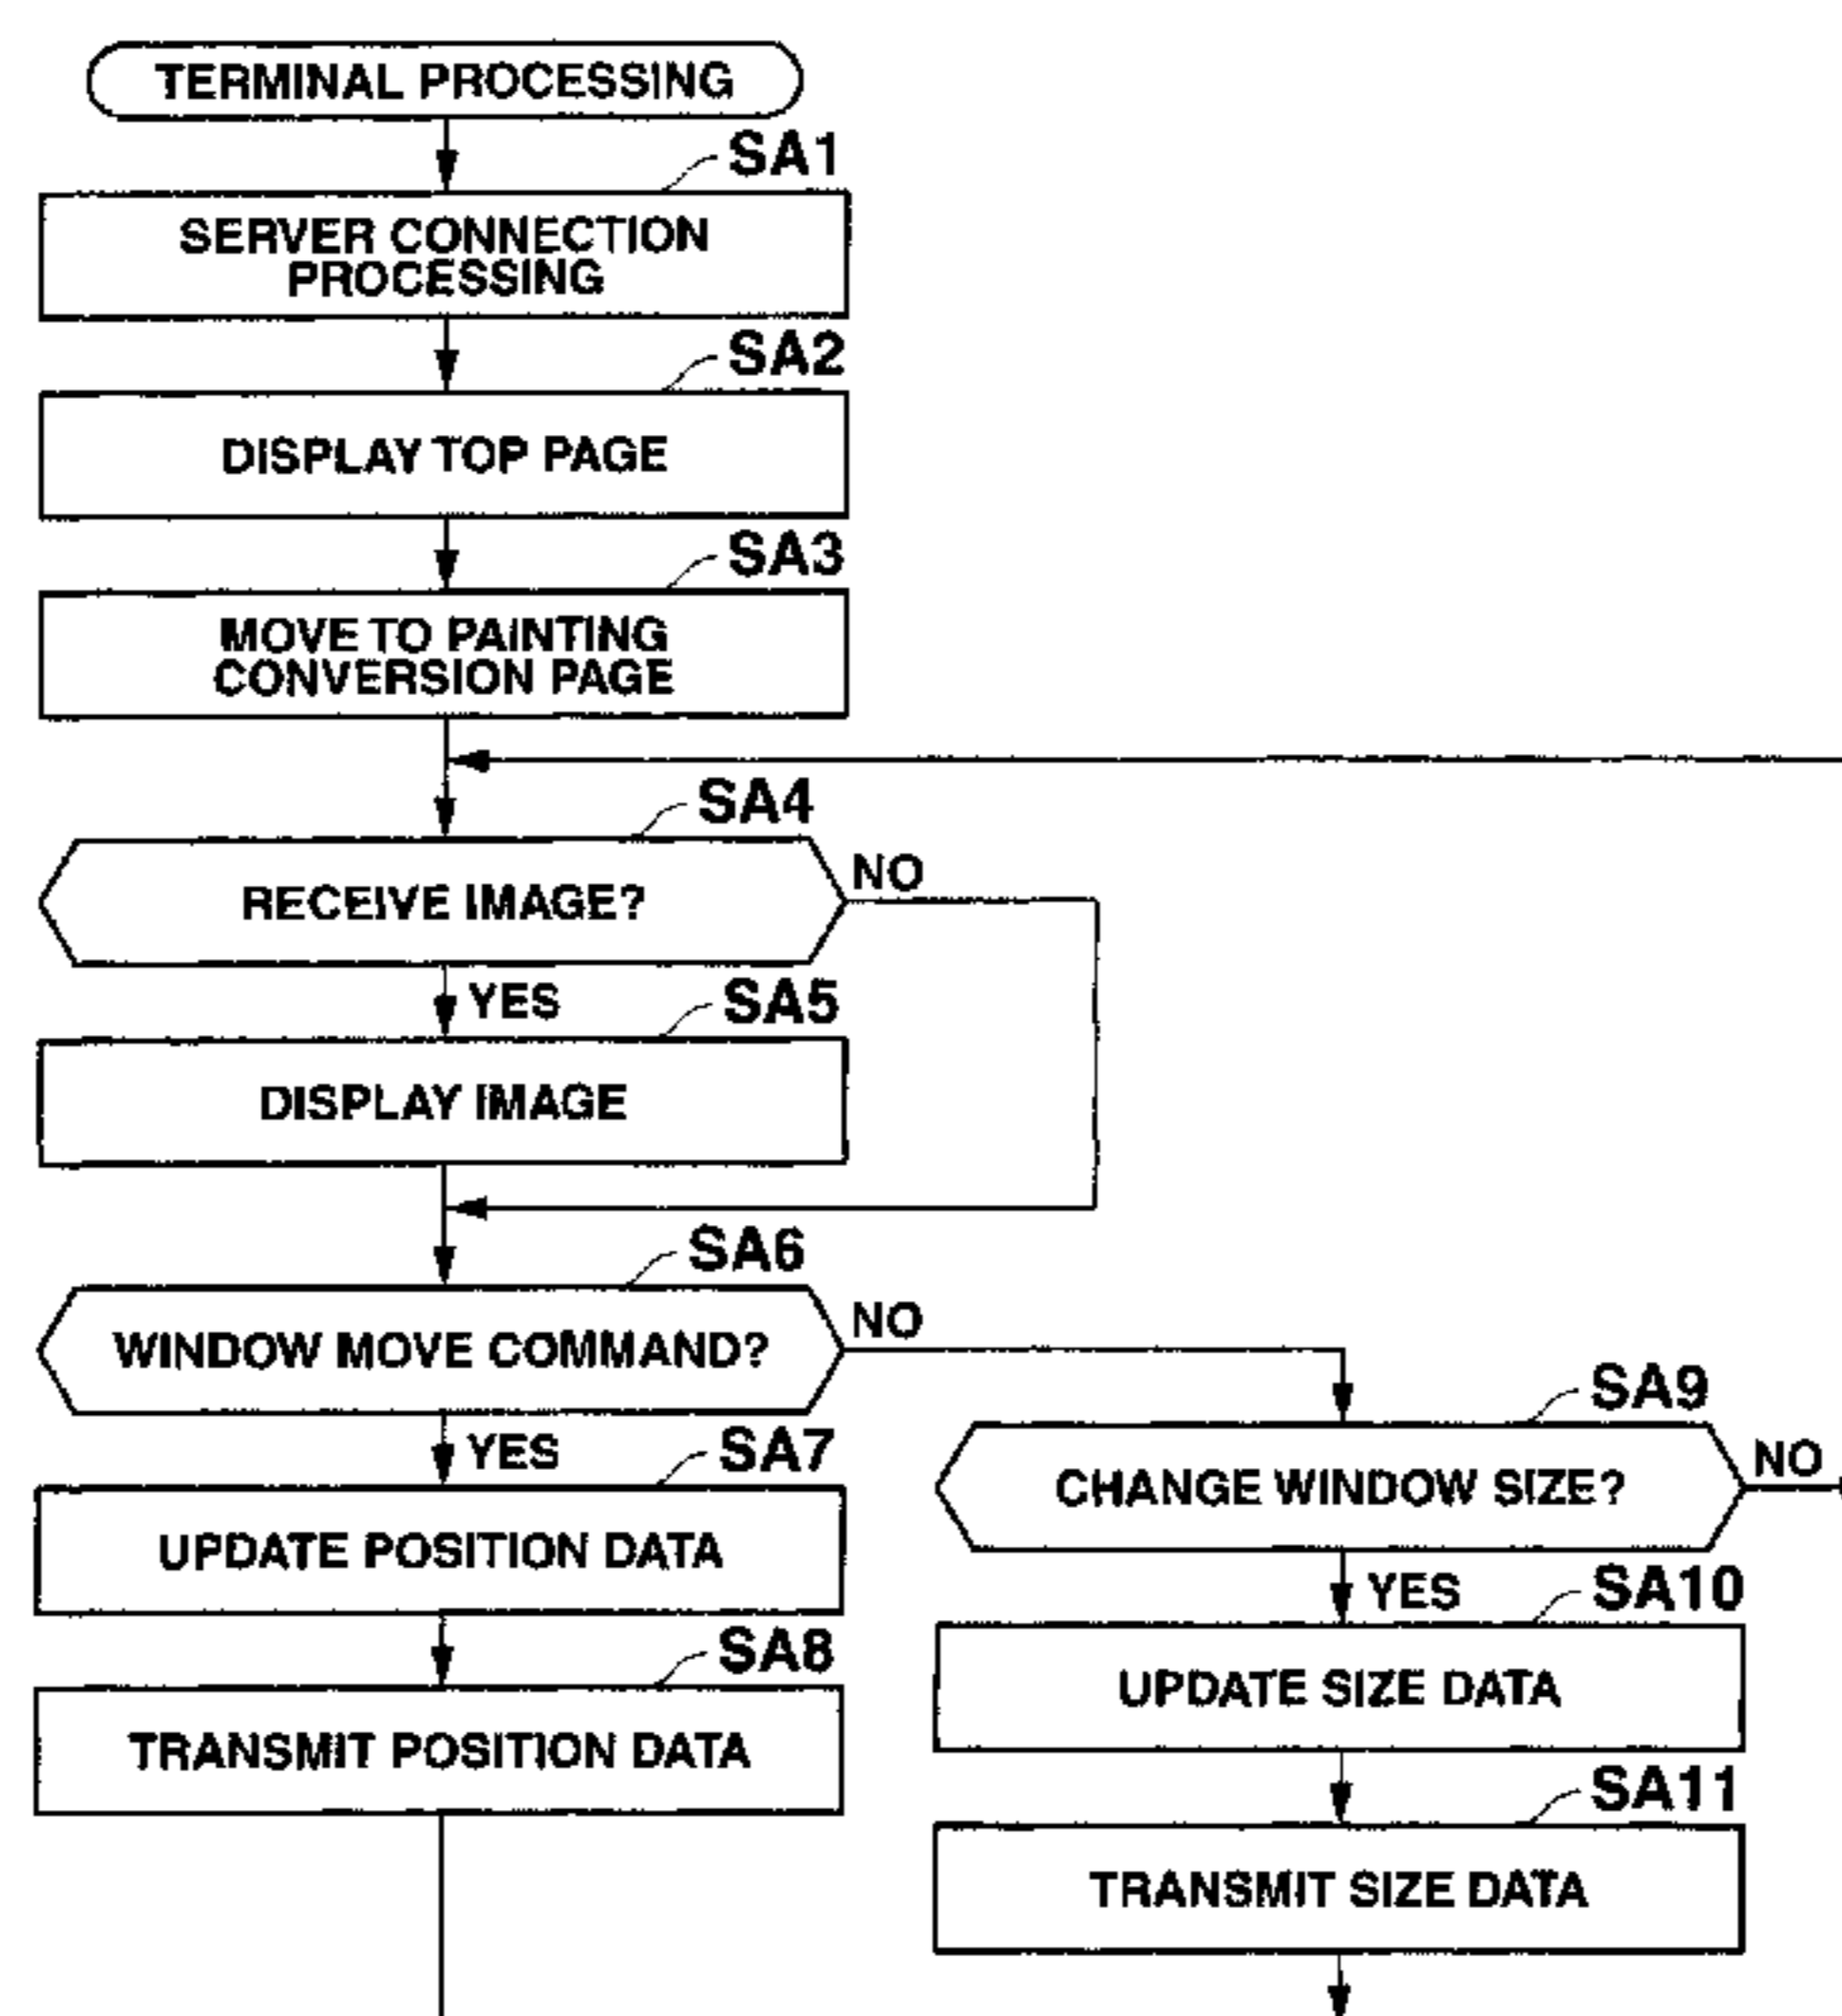 TERMINAL PROCESSING
SA1
SERVER CONNECTION
PROCESSING
SA2
DISPLAY TOP PAGE
SA3
MOVE TO PAINTING
CONVERSION PAGE
SA4
RECEIVE IMAGE?
NO
YES
SA5
DISPLAY IMAGE
SA6
WINDOW MOVE COMMAND?
NO
YES
SA7
UPDATE POSITION DATA
SA8
TRANSMIT POSITION DATA
SA9
CHANGE WINDOW SIZE?
NO
YES
SA10
UPDATE SIZE DATA
SA11
TRANSMIT SIZE DATA